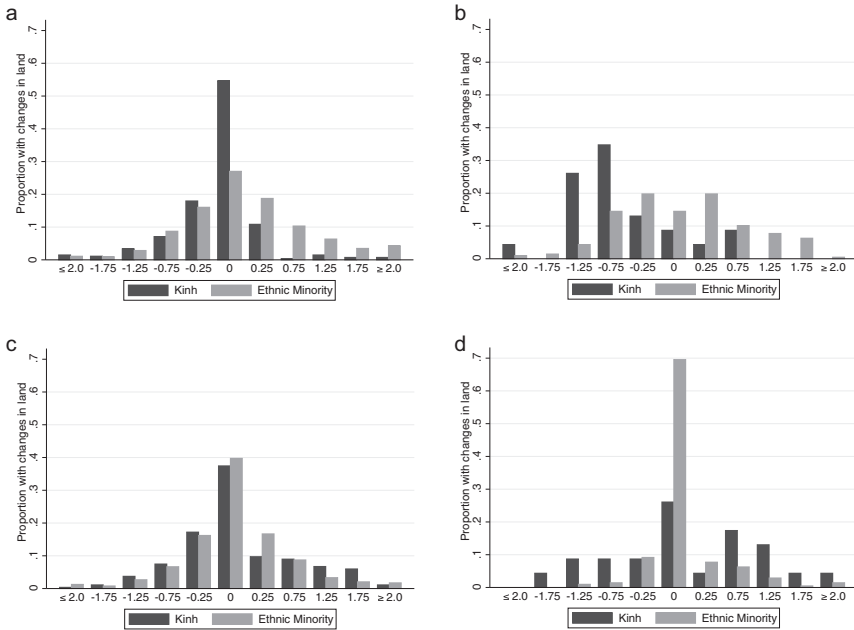 a
Proportion with changes in land
.7
.6
.5
.4
.3
.2
.1
0
≤ 2.0 -1.75 -1.25 -0.75 -0.25 0 0.25 0.75 1.25 1.75 ≥ 2.0
Kinh Ethnic Minority
b
Proportion with changes in land
.7
.6
.5
.4
.3
.2
.1
0
≤ 2.0 -1.75 -1.25 -0.75 -0.25 0 0.25 0.75 1.25 1.75 ≥ 2.0
Kinh Ethnic Minority
c
Proportion with changes in land
.7
.6
.5
.4
.3
.2
.1
0
≤ 2.0 -1.75 -1.25 -0.75 -0.25 0 0.25 0.75 1.25 1.75 ≥ 2.0
Kinh Ethnic Minority
d
Proportion with changes in land
.7
.6
.5
.4
.3
.2
.1
0
≤ 2.0 -1.75 -1.25 -0.75 -0.25 0 0.25 0.75 1.25 1.75 ≥ 2.0
Kinh Ethnic Minority